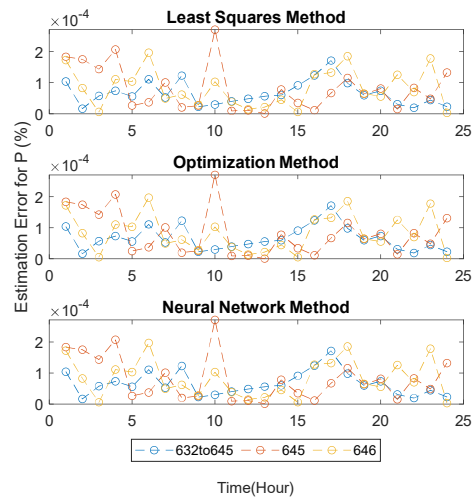 Least Squares Method
×10⁻⁴
2
1
0
0 5 10 15 20 25
Optimization Method
×10⁻⁴
2
1
0
0 5 10 15 20 25
Neural Network Method
×10⁻⁴
2
1
0
0 5 10 15 20 25
Estimation Error for P (%)
632to645 645 646
Time(Hour)